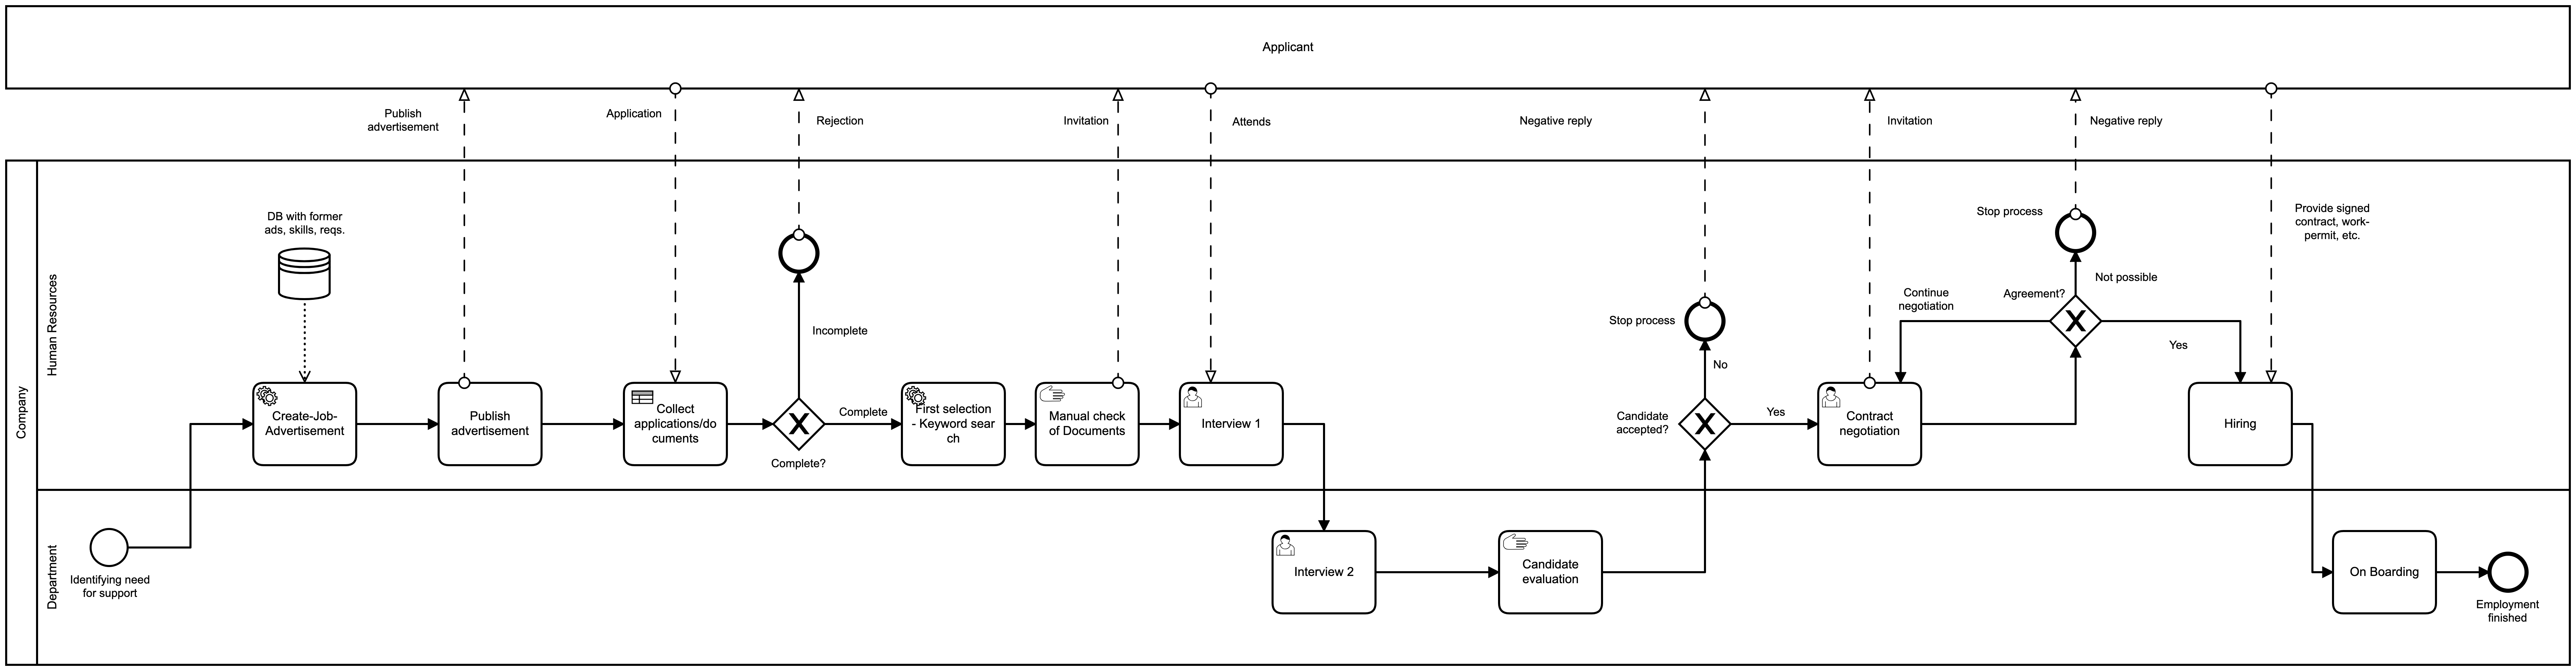 Applicant
Publish
advertisement
Application
Rejection
Invitation
Attends
Negative reply
Invitation
Negative reply
Company
Human Resources
DB with former
ads, skills, reqs.
Stop process
Provide signed
contract, work-
permit, etc.
Incomplete
Stop process
No
Continue
negotiation
Agreement?
Not possible
Yes
Create-Job-
Advertisement
Publish
advertisement
Collect
applications/do
cuments
Complete?
Complete
First selection
- Keyword sear
ch
Manual check
of Documents
Interview 1
Candidate
accepted?
Yes
Contract
negotiation
Hiring
Department
Identifying need
for support
Interview 2
Candidate
evaluation
On Boarding
Employment
finished